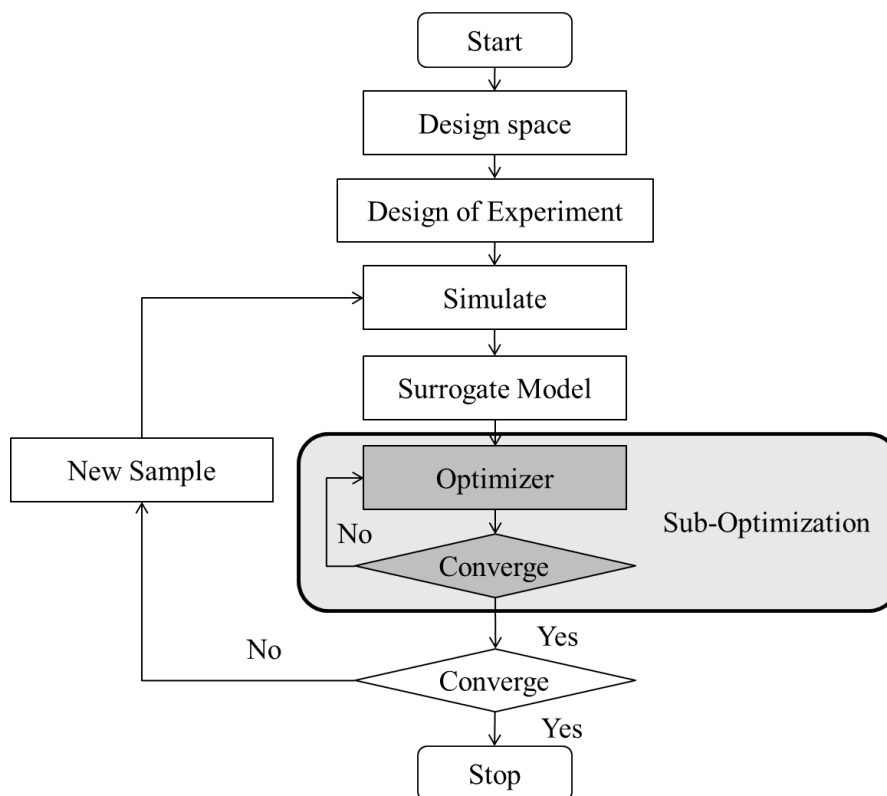 Start
Design space
Design of Experiment
Simulate
Surrogate Model
New Sample
Optimizer
Sub-Optimization
No
Converge
Yes
No
Converge
Yes
Stop